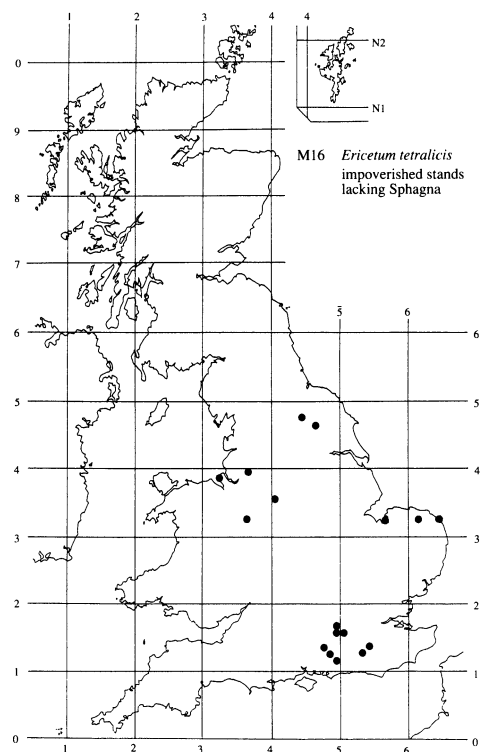 1 2 3 4 4
0 N2
N1
9
M16 Ericetum tetralicis
impoverished stands
lacking Sphagna
8
7
5 6
6 6
5 5
4 4
3 3
2 2
1 1
0 0
1 2 3 4 5 6